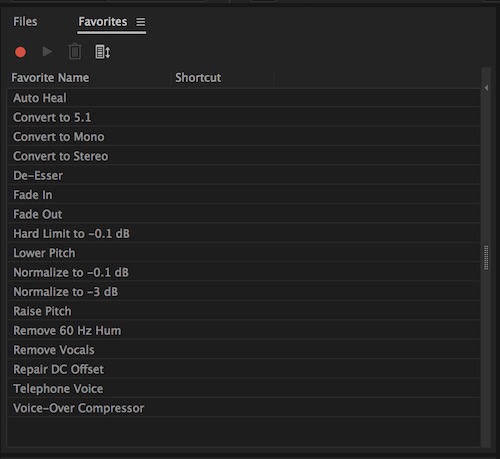 Files Favorites
Favorite Name Shortcut
Auto Heal
Convert to 5.1
Convert to Mono
Convert to Stereo
De-Esser
Fade In
Fade Out
Hard Limit to -0.1 dB
Lower Pitch
Normalize to -0.1 dB
Normalize to -3 dB
Raise Pitch
Remove 60 Hz Hum
Remove Vocals
Repair DC Offset
Telephone Voice
Voice-Over Compressor